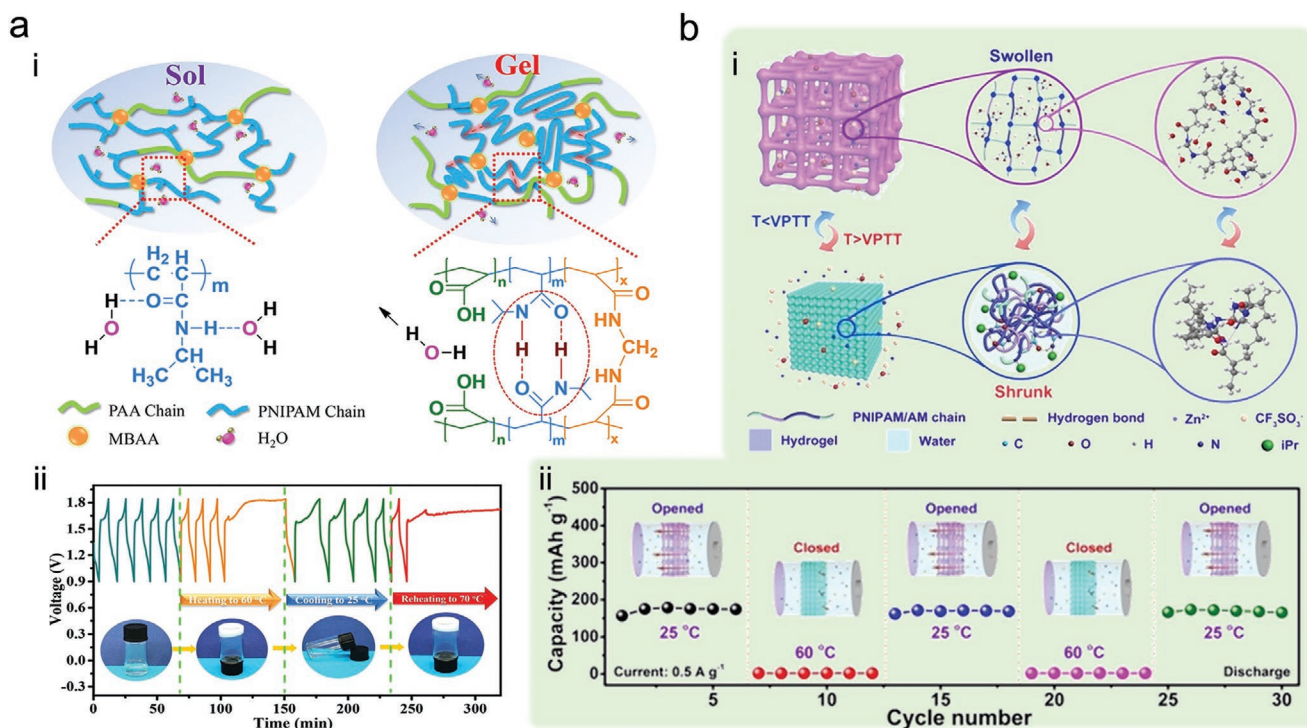 a
i
Sol
Gel
H2
C
H
C
m
H
O
H
O
C
N
H
O
H
H
CH
H3C
CH3
PAA Chain
PNIPAM Chain
MBAA
H2O
n
m
x
O
OH
N
O
O
HN
H
H
CH2
H
O
H
OH
O
N
HN
O
O
n
m
x
ii
Voltage (V)
1.8
1.5
1.2
0.9
0.6
0.3
0.0
-0.3
Heating to 60 °C
Cooling to 25 °C
Reheating to 70 °C
0 50 100 150 200 250 300
Time (min)
b
i
Swollen
T<VPTT
T>VPTT
Shrunk
PNIPAM/AM chain
Hydrogen bond
Zn2+
CF3SO3-
Hydrogel
Water
C
O
H
N
iPr
ii
Capacity (mAh g-1)
500
400
300
200
100
0
Opened
Closed
Opened
Closed
Opened
25 °C
60 °C
25 °C
60 °C
25 °C
Current: 0.5 A g-1
Discharge
5 10 15 20 25 30
Cycle number